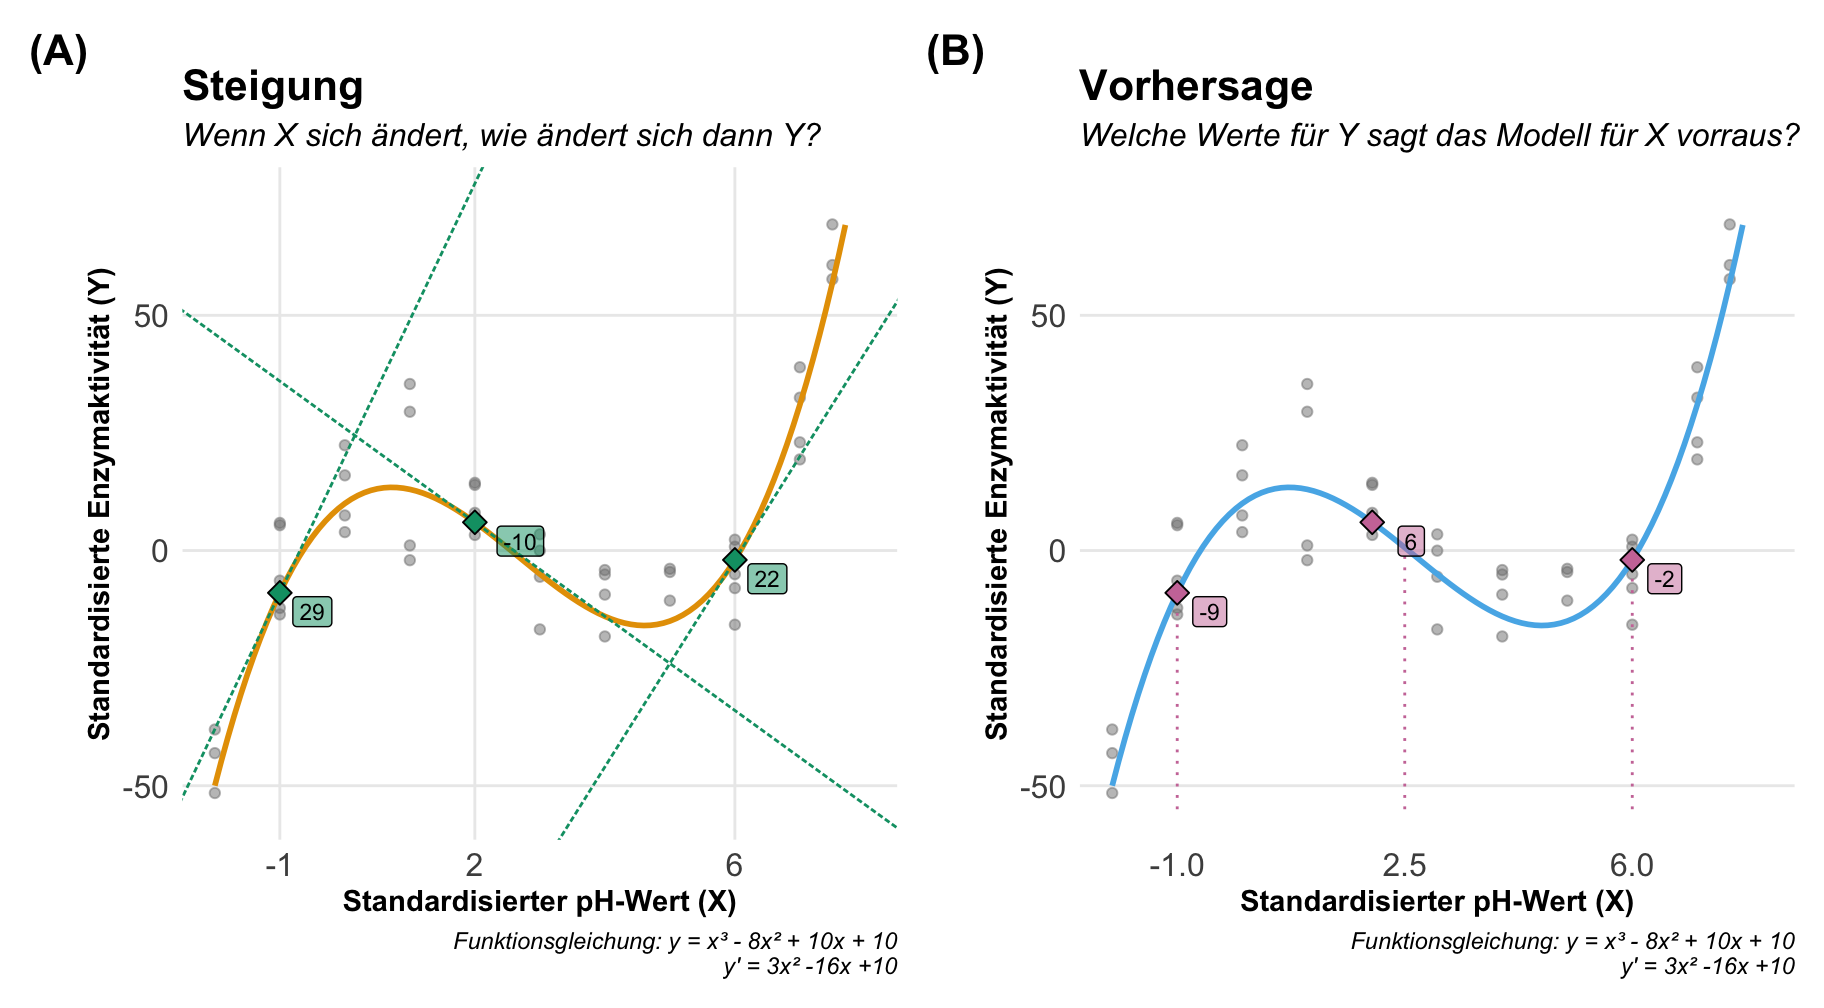 (A)
Steigung
Wenn X sich ändert, wie ändert sich dann Y?
Standardisierte Enzymaktivität (Y)
50
0
-50
29
-10
22
-1
2
6
Standardisierter pH-Wert (X)
Funktionsgleichung: y = x³ - 8x² + 10x + 10
y' = 3x² -16x +10
(B)
Vorhersage
Welche Werte für Y sagt das Modell für X vorraus?
Standardisierte Enzymaktivität (Y)
50
0
-50
-9
6
-2
-1.0
2.5
6.0
Standardisierter pH-Wert (X)
Funktionsgleichung: y = x³ - 8x² + 10x + 10
y' = 3x² -16x +10